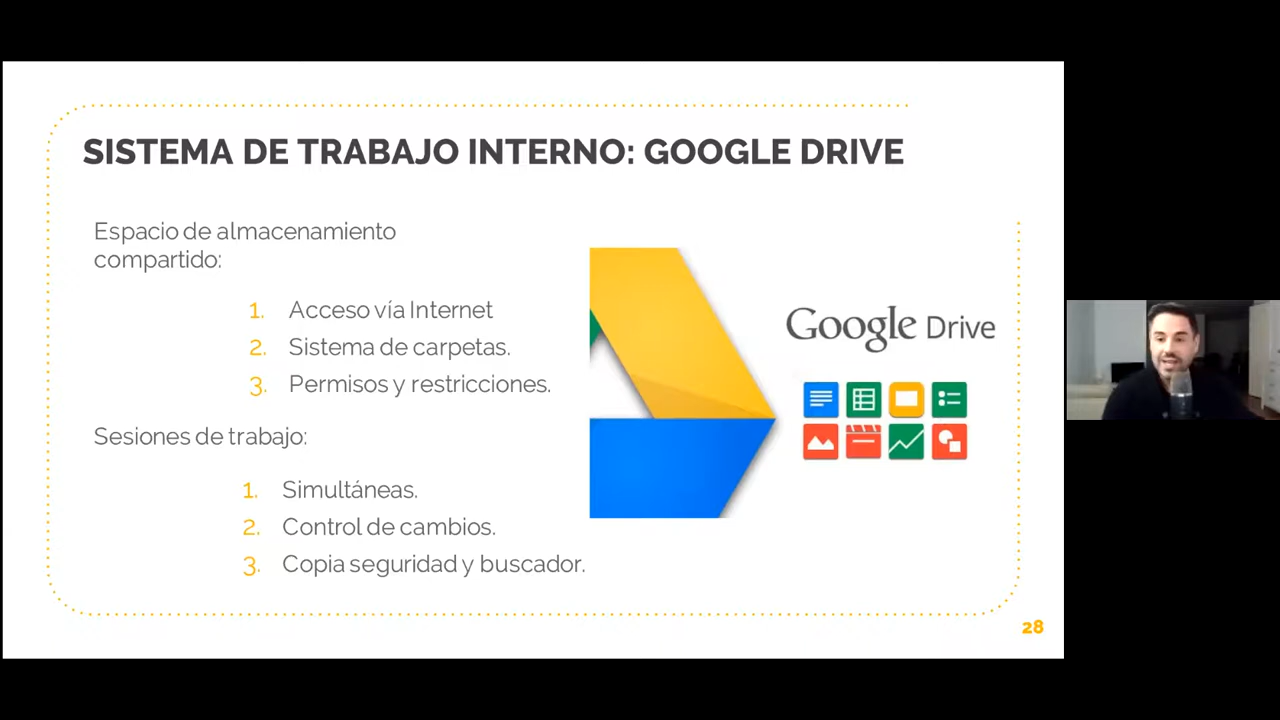 SISTEMA DE TRABAJO INTERNO: GOOGLE DRIVE
Espacio de almacenamiento
compartido:
1. Acceso vía Internet
2. Sistema de carpetas.
3. Permisos y restricciones.
Sesiones de trabajo:
1. Simultáneas.
2. Control de cambios.
3. Copia seguridad y buscador.
Google Drive
28